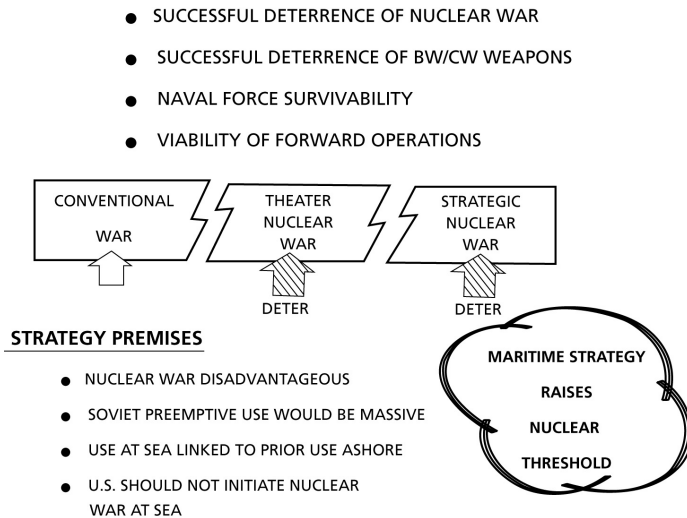 ● SUCCESSFUL DETERRENCE OF NUCLEAR WAR
● SUCCESSFUL DETERRENCE OF BW/CW WEAPONS
● NAVAL FORCE SURVIVABILITY
● VIABILITY OF FORWARD OPERATIONS
CONVENTIONAL
WAR
THEATER
NUCLEAR
WAR
STRATEGIC
NUCLEAR
WAR
DETER
DETER
STRATEGY PREMISES
● NUCLEAR WAR DISADVANTAGEOUS
● SOVIET PREEMPTIVE USE WOULD BE MASSIVE
● USE AT SEA LINKED TO PRIOR USE ASHORE
● U.S. SHOULD NOT INITIATE NUCLEAR
WAR AT SEA
MARITIME STRATEGY
RAISES
NUCLEAR
THRESHOLD